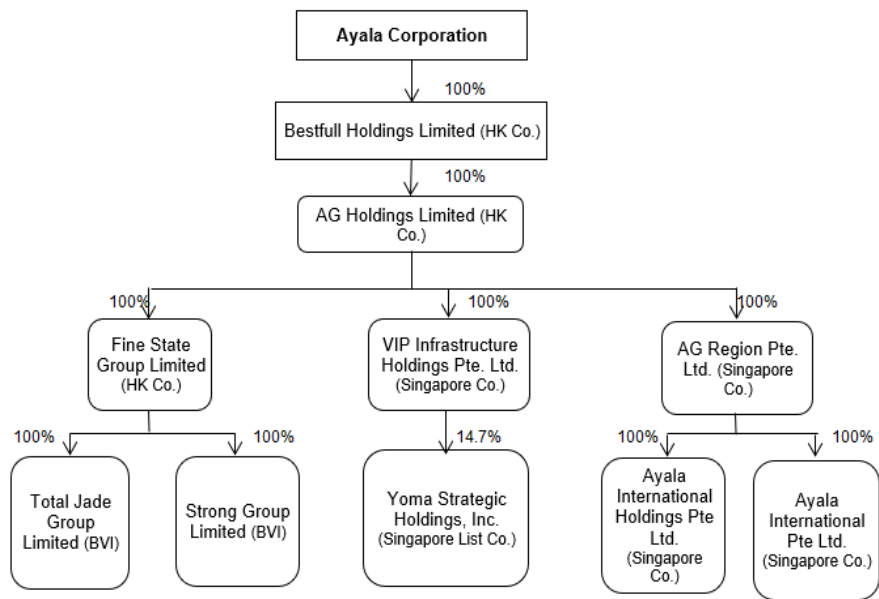 Ayala Corporation
100%
Bestfull Holdings Limited (HK Co.)
100%
AG Holdings Limited (HK
Co.)
100%
100%
100%
Fine State
Group Limited
(HK Co.)
VIP Infrastructure
Holdings Pte. Ltd.
(Singapore Co.)
AG Region Pte.
Ltd. (Singapore
Co.)
100%
100%
14.7%
100%
100%
Total Jade
Group
Limited (BVI)
Strong Group
Limited (BVI)
Yoma Strategic
Holdings, Inc.
(Singapore List Co.)
Ayala
International
Holdings Pte
Ltd.
(Singapore
Co.)
Ayala
International
Pte Ltd.
(Singapore Co.)